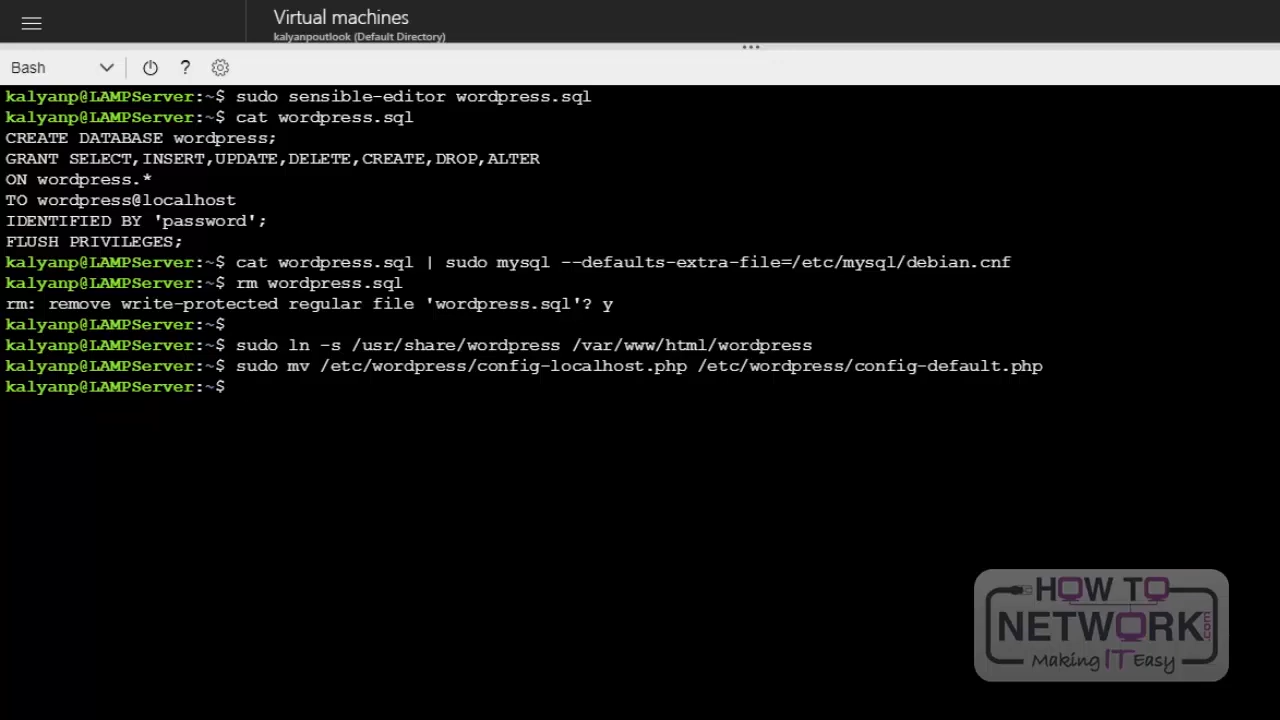 Virtual machines
kalyanpoutlook (Default Directory)
Bash
?
kalyanp@LAMPServer:~$ sudo sensible-editor wordpress.sql
kalyanp@LAMPServer:~$ cat wordpress.sql
CREATE DATABASE wordpress;
GRANT SELECT,INSERT,UPDATE,DELETE,CREATE,DROP,ALTER
ON wordpress.*
TO wordpress@localhost
IDENTIFIED BY 'password';
FLUSH PRIVILEGES;
kalyanp@LAMPServer:~$ cat wordpress.sql | sudo mysql --defaults-extra-file=/etc/mysql/debian.cnf
kalyanp@LAMPServer:~$ rm wordpress.sql
rm: remove write-protected regular file 'wordpress.sql'? y
kalyanp@LAMPServer:~$
kalyanp@LAMPServer:~$ sudo ln -s /usr/share/wordpress /var/www/html/wordpress
kalyanp@LAMPServer:~$ sudo mv /etc/wordpress/config-localhost.php /etc/wordpress/config-default.php
kalyanp@LAMPServer:~$
HOW TO
NETWORK.com
Making IT Easy